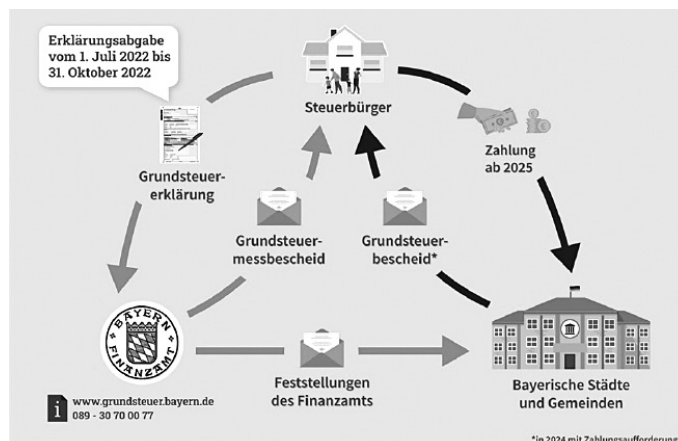 Erklärungsabgabe
vom 1. Juli 2022 bis
31. Oktober 2022
Steuerbürger
Grundsteuer-
erklärung
Zahlung
ab 2025
Grundsteuer-
messbescheid
Grundsteuer-
bescheid*
BAYERN
FINANZAMT
Feststellungen
des Finanzamts
Bayerische Städte
und Gemeinden
i www.grundsteuer.bayern.de
089 - 30 70 00 77
*in 2024 mit Zahlungsaufforderung